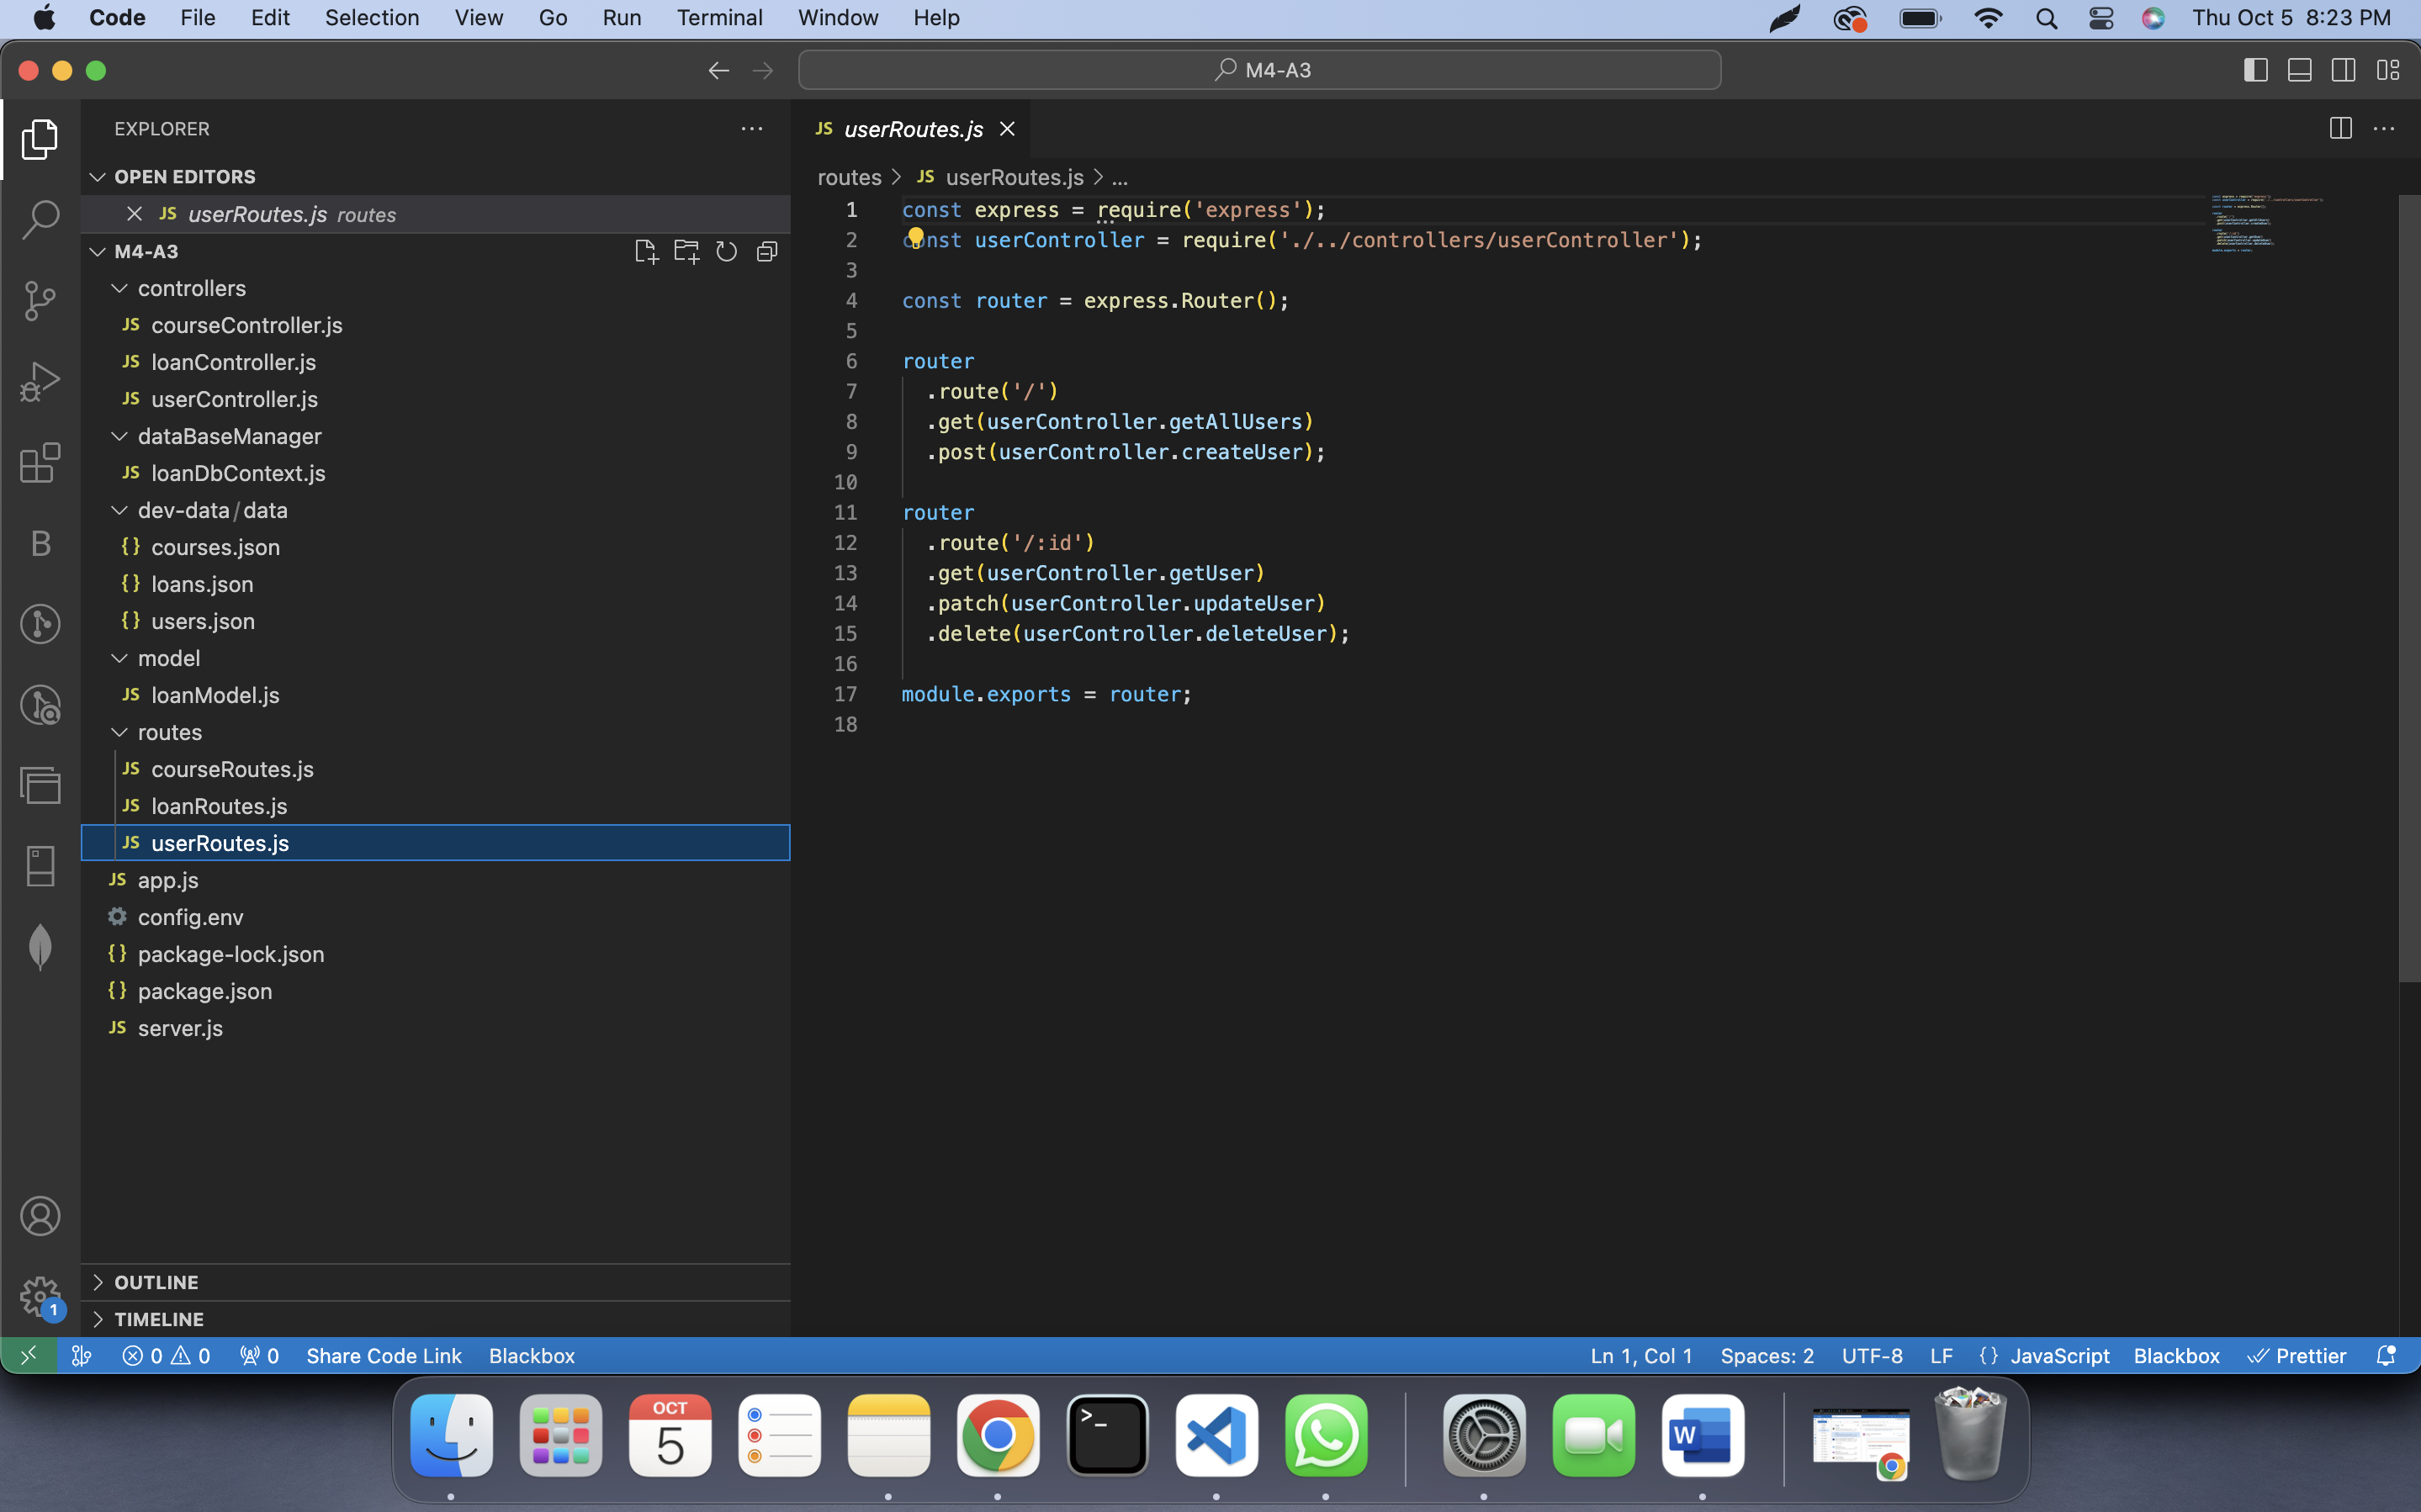 Code File Edit Selection View Go Run Terminal Window Help Thu Oct 5 8:23 PM
M4-A3
EXPLORER
OPEN EDITORS
JS userRoutes.js routes
M4-A3
controllers
JS courseController.js
JS loanController.js
JS userController.js
dataBaseManager
JS loanDbContext.js
dev-data/data
{} courses.json
{} loans.json
{} users.json
model
JS loanModel.js
routes
JS courseRoutes.js
JS loanRoutes.js
JS userRoutes.js
JS app.js
config.env
{} package-lock.json
{} package.json
JS server.js
OUTLINE
TIMELINE
B
1
JS userRoutes.js
routes > JS userRoutes.js > ...
1 const express = require('express');
2 const userController = require('./../controllers/userController');
3
4 const router = express.Router();
5
6 router
7 .route('/')
8 .get(userController.getAllUsers)
9 .post(userController.createUser);
10
11 router
12 .route('/:id')
13 .get(userController.getUser)
14 .patch(userController.updateUser)
15 .delete(userController.deleteUser);
16
17 module.exports = router;
18
0 0 0 Share Code Link Blackbox Ln 1, Col 1 Spaces: 2 UTF-8 LF {} JavaScript Blackbox Prettier
OCT
5
>_
W